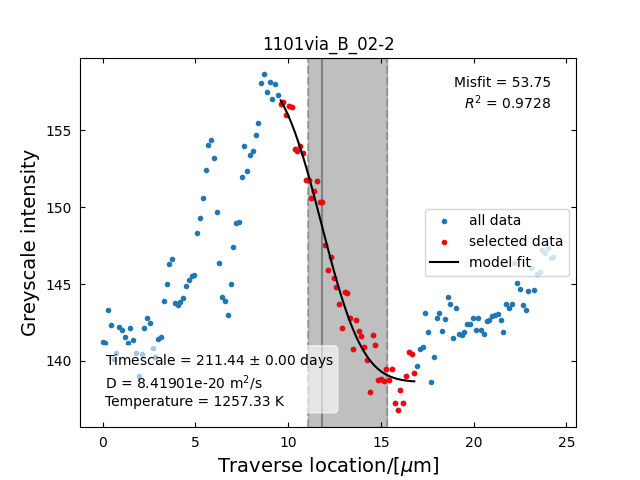 1101via_B_02-2
Misfit = 53.75
R² = 0.9728
155
150
145
140
Greyscale intensity
all data
selected data
model fit
Timescale = 211.44 ± 0.00 days
D = 8.41901e-20 m²/s
Temperature = 1257.33 K
0 5 10 15 20 25
Traverse location/[μm]